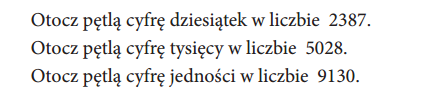 Otocz pętlą cyfrę dziesiątek w liczbie 2387.
Otocz pętlą cyfrę tysięcy w liczbie 5028.
Otocz pętlą cyfrę jedności w liczbie 9130.